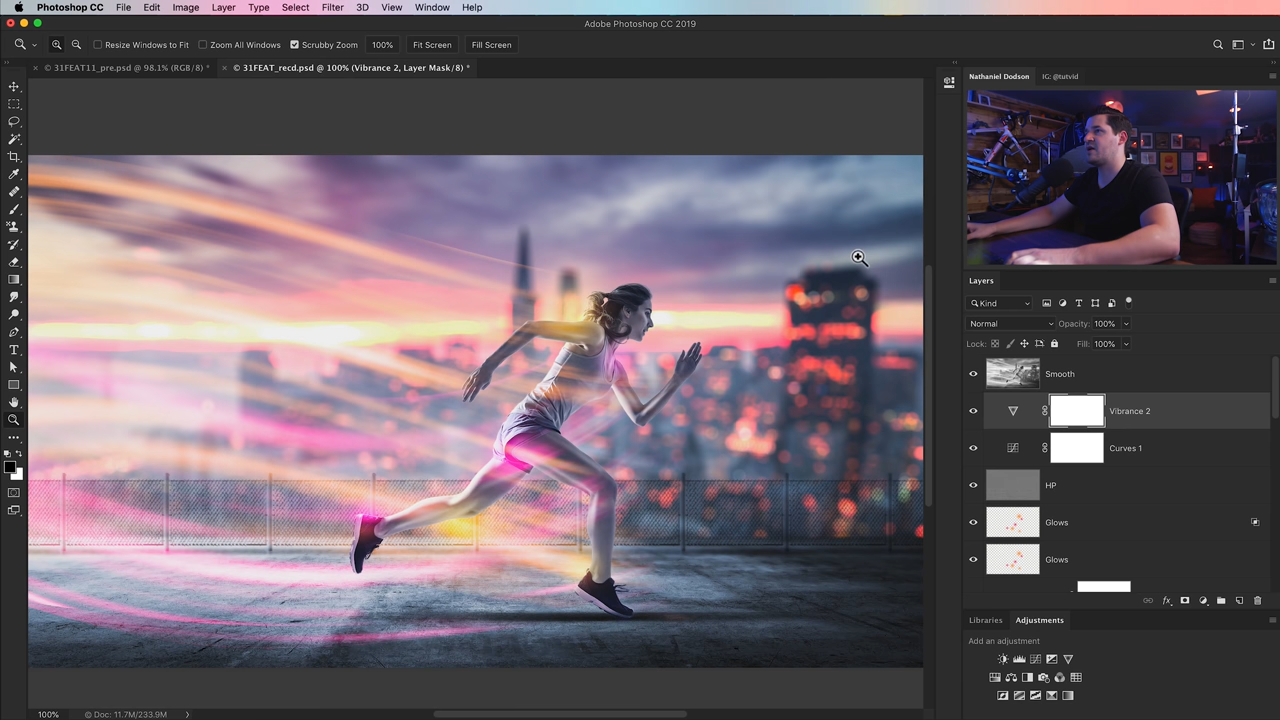 Photoshop CC File Edit Image Layer Type Select Filter 3D View Window Help
Adobe Photoshop CC 2019
Resize Windows to Fit Zoom All Windows Scrubby Zoom 100% Fit Screen Fill Screen
× © 31FEAT11_pre.psd @ 98.1% (RGB/8) * × © 31FEAT_recd.psd @ 100% (Vibrance 2, Layer Mask/8) *
Nathaniel Dodson IG: @tutvid
Layers
Kind
Normal Opacity: 100%
Lock: Fill: 100%
Smooth
Vibrance 2
Curves 1
HP
Glows
Glows
Libraries Adjustments
Add an adjustment
100% © Doc: 11.7M/233.9M